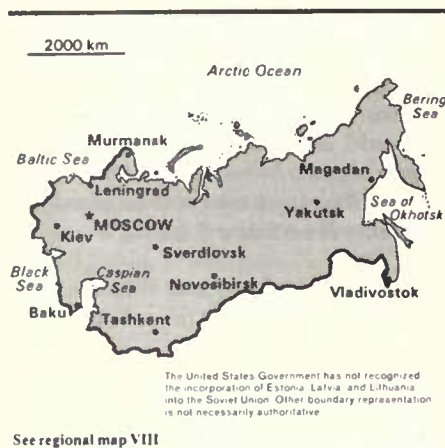 2000 km
Arctic Ocean
Bering
Sea
Murmansk
Baltic Sea
Leningrad
Magadan
Sea of
Okhotsk
Yakutsk
MOSCOW
Kiev
Sverdlovsk
Black
Sea
Caspian
Sea
Novosibirsk
Vladivostok
Baku
Tashkent
The United States Government has not recognized
the incorporation of Estonia, Latvia, and Lithuania
into the Soviet Union. Other boundary representation
is not necessarily authoritative.
See regional map VIII